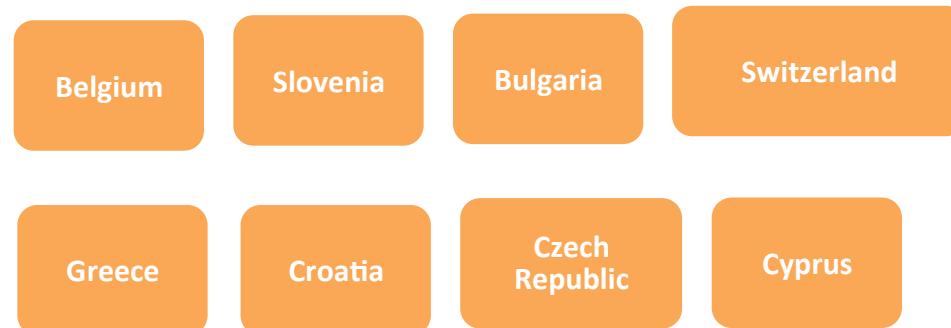 Belgium
Slovenia
Bulgaria
Switzerland
Greece
Croatia
Czech
Republic
Cyprus